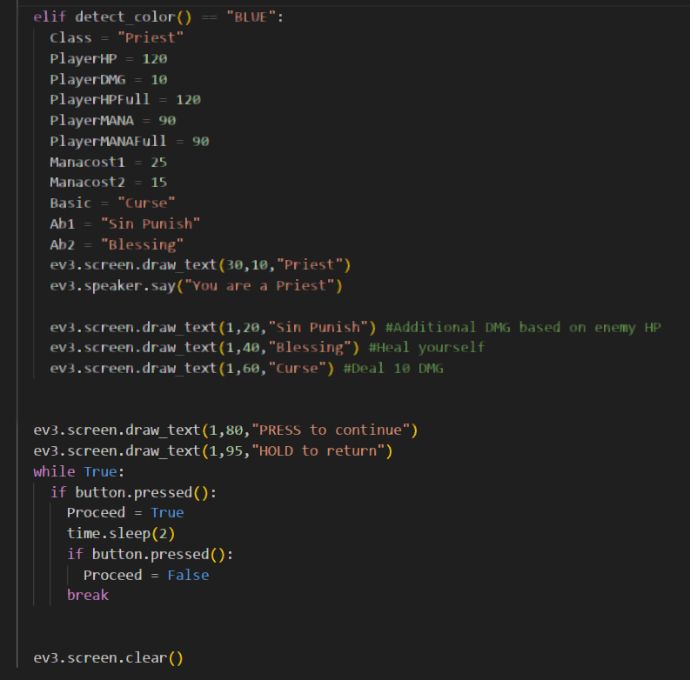 elif detect_color() == "BLUE":
  Class = "Priest"
  PlayerHP = 120
  PlayerDMG = 10
  PlayerHPFull = 120
  PlayerMANA = 90
  PlayerMANAFull = 90
  Manacost1 = 25
  Manacost2 = 15
  Basic = "Curse"
  Ab1 = "Sin Punish"
  Ab2 = "Blessing"
  ev3.screen.draw_text(30,10,"Priest")
  ev3.speaker.say("You are a Priest")

  ev3.screen.draw_text(1,20,"Sin Punish") #Additional DMG based on enemy HP
  ev3.screen.draw_text(1,40,"Blessing") #Heal yourself
  ev3.screen.draw_text(1,60,"Curse") #Deal 10 DMG


ev3.screen.draw_text(1,80,"PRESS to continue")
ev3.screen.draw_text(1,95,"HOLD to return")
while True:
  if button.pressed():
    Proceed = True
    time.sleep(2)
    if button.pressed():
      Proceed = False
    break


ev3.screen.clear()